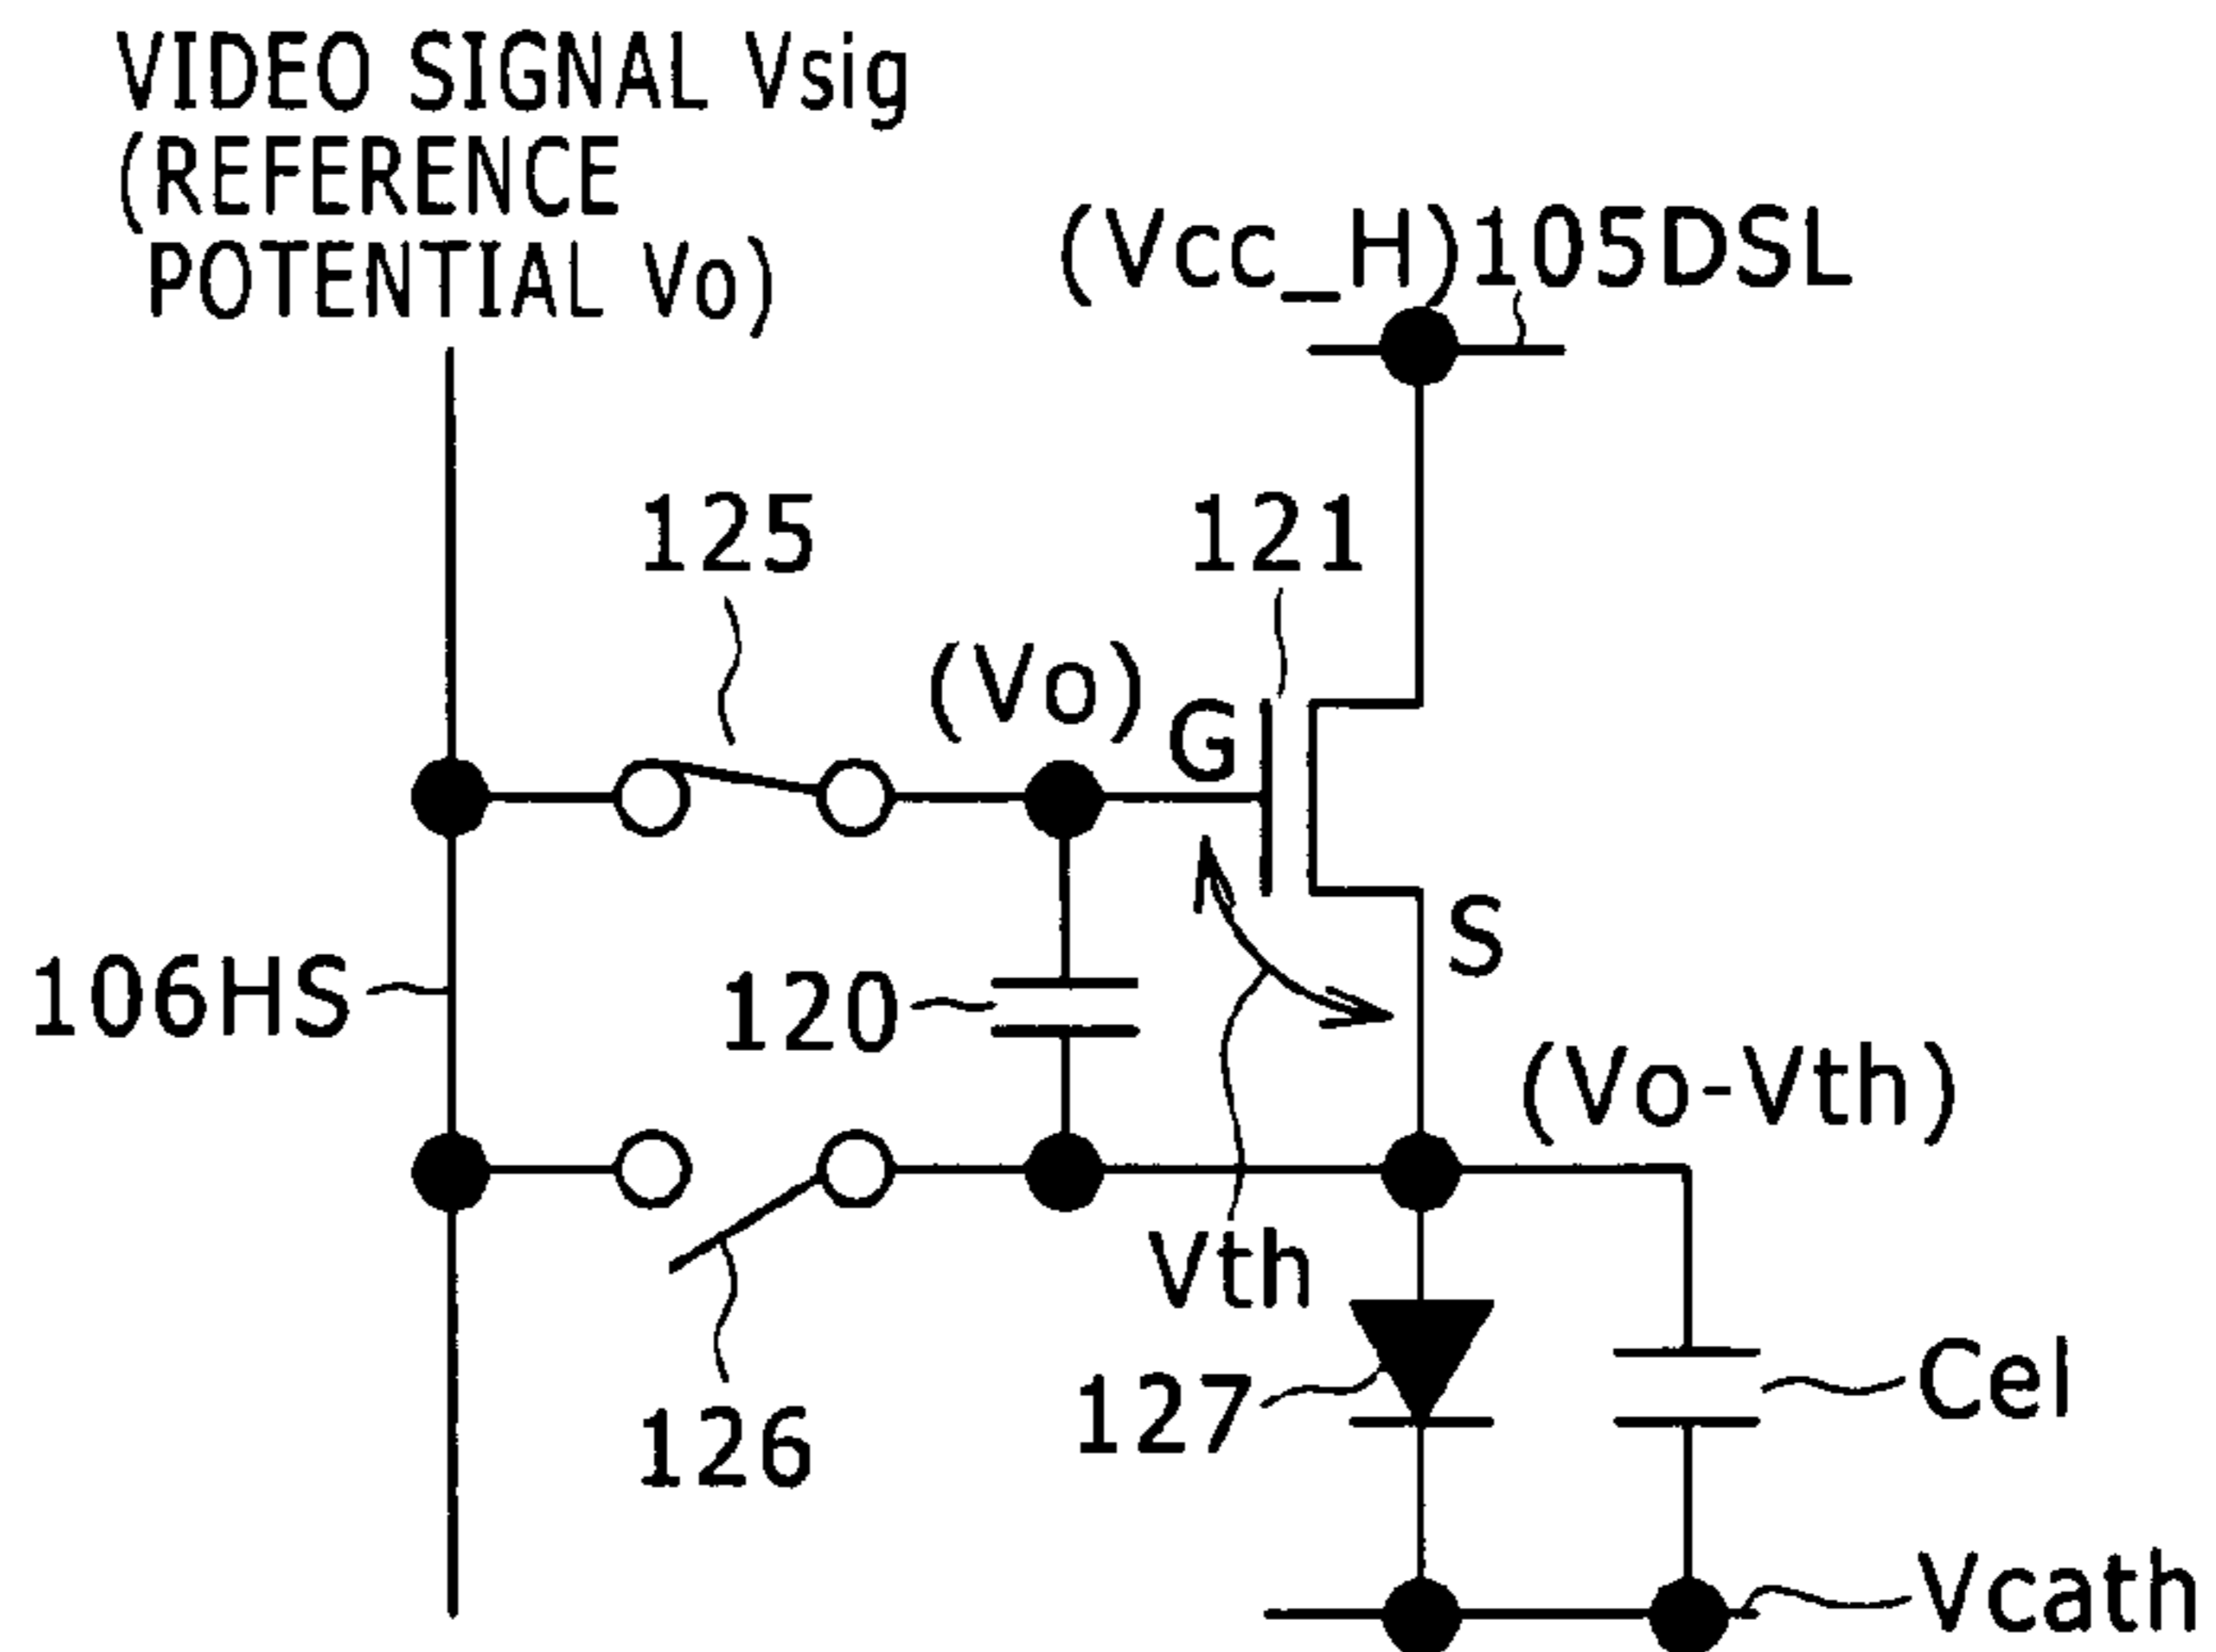 VIDEO SIGNAL Vsig
(REFERENCE
POTENTIAL Vo)
(Vcc_H)105DSL
125
121
(Vo)
G
S
106HS
120
(Vo-Vth)
Vth
127
Cel
126
Vcath